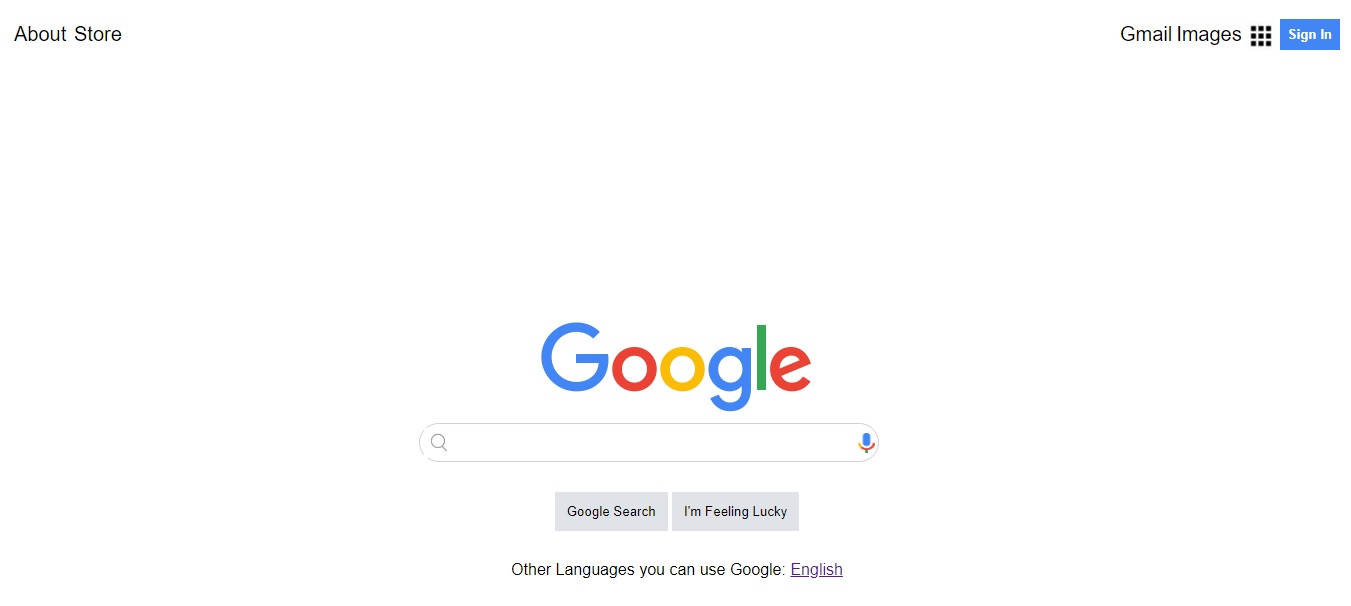 About Store
Gmail Images Sign In
Google
Google Search I'm Feeling Lucky
Other Languages you can use Google: English